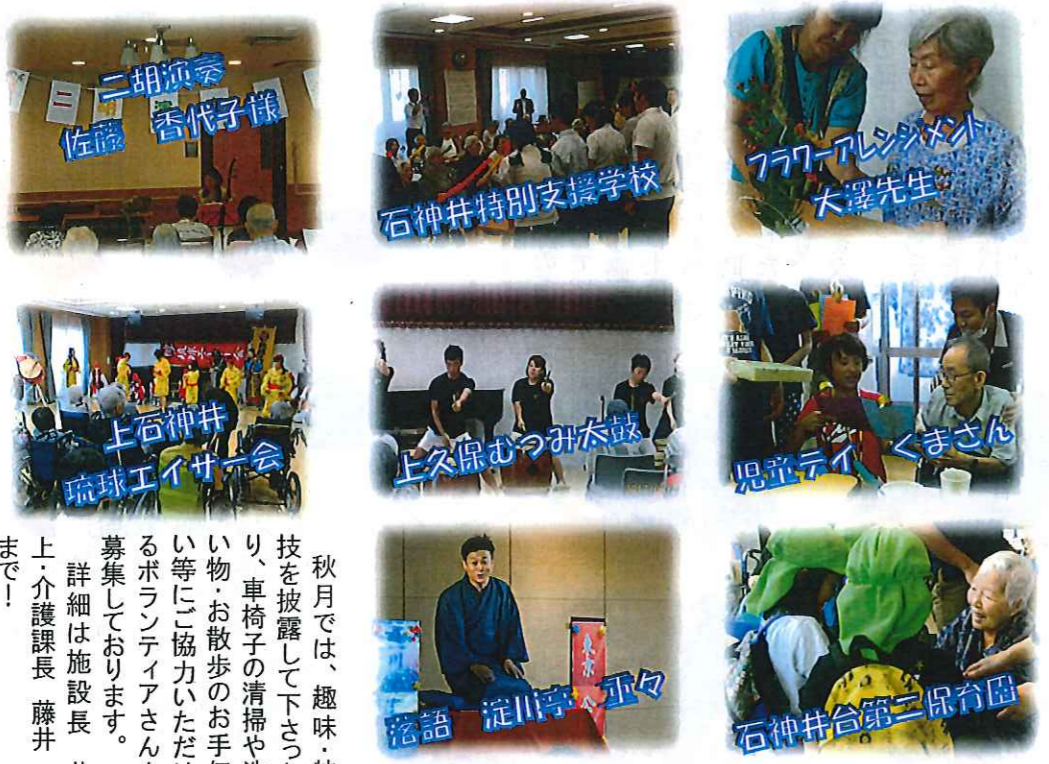 二
二胡演奏
佐藤 香代子様
石神井特別支援学校
フラワーアレンジメント
大澤先生
上石神井
琉球エイサー会
上久保むつみ太鼓
児童デイ くまさん
落語 淀川亭
東京
石神井台第二保育園
秋月では、趣味・
技を披露して下さっ
り、車椅子の清掃や
い物・お散歩のお手
い等にご協力いただ
るボランティアさん
募集しております。
詳細は施設長
上・介護課長 藤井
まで！